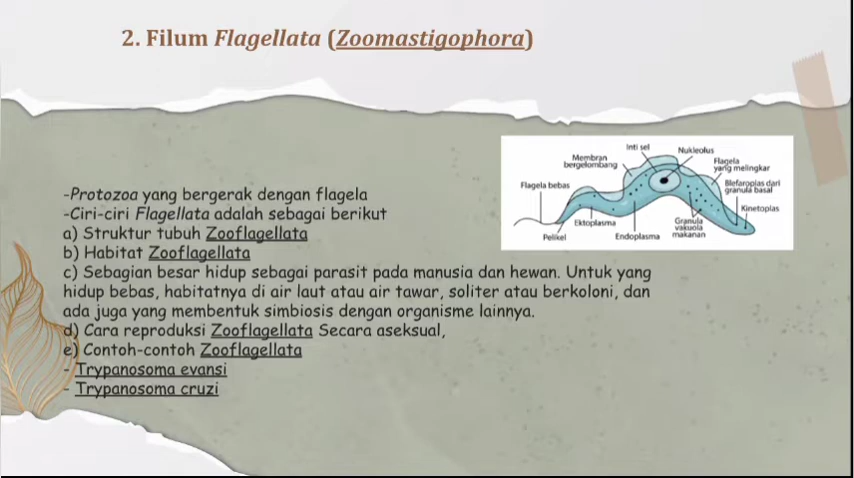 2. Filum Flagellata (Zoomastigophora)
-Protozoa yang bergerak dengan flagela
-Ciri-ciri Flagellata adalah sebagai berikut
a) Struktur tubuh Zooflagellata
b) Habitat Zooflagellata
c) Sebagian besar hidup sebagai parasit pada manusia dan hewan. Untuk yang
hidup bebas, habitatnya di air laut atau air tawar, soliter atau berkoloni, dan
ada juga yang membentuk simbiosis dengan organisme lainnya.
d) Cara reproduksi Zooflagellata Secara aseksual,
e) Contoh-contoh Zooflagellata
- Trypanosoma evansi
- Trypanosoma cruzi
Inti sel
Nukleolus
Membran
bergelombang
Flagela
yang melingkar
Flagela bebas
Blefaroplas dari
granula basal
Kinetoplas
Ektoplasma
Granula
vakuola
makanan
Pelikel
Endoplasma